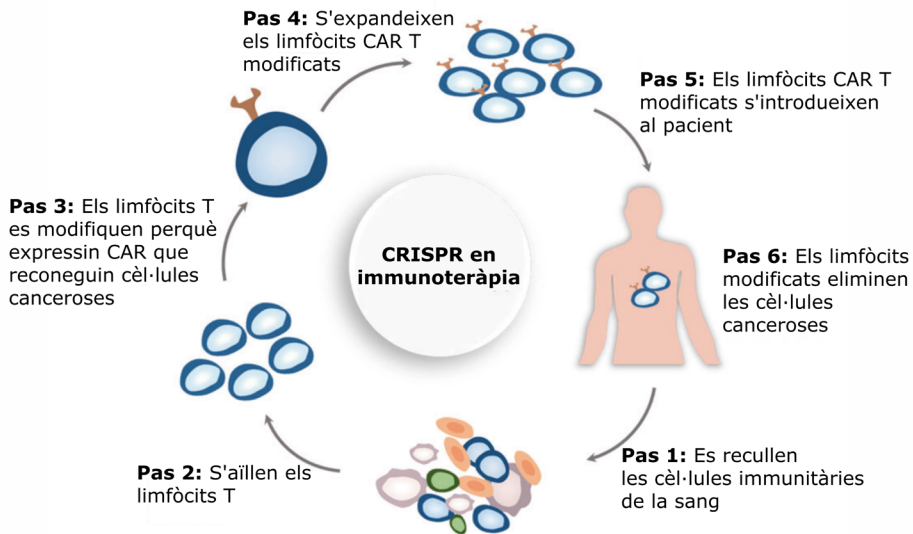 Pas 4: S'expandeixen
els limfòcits CAR T
modificats
Pas 5: Els limfòcits CAR T
modificats s'introdueixen
al pacient
Pas 3: Els limfòcits T
es modifiquen perquè
expressin CAR que
reconeguin cèl·lules
canceroses
CRISPR en
immunoteràpia
Pas 6: Els limfòcits
modificats eliminen
les cèl·lules
canceroses
Pas 2: S'aïllen els
limfòcits T
Pas 1: Es recullen
les cèl·lules immunitàries
de la sang